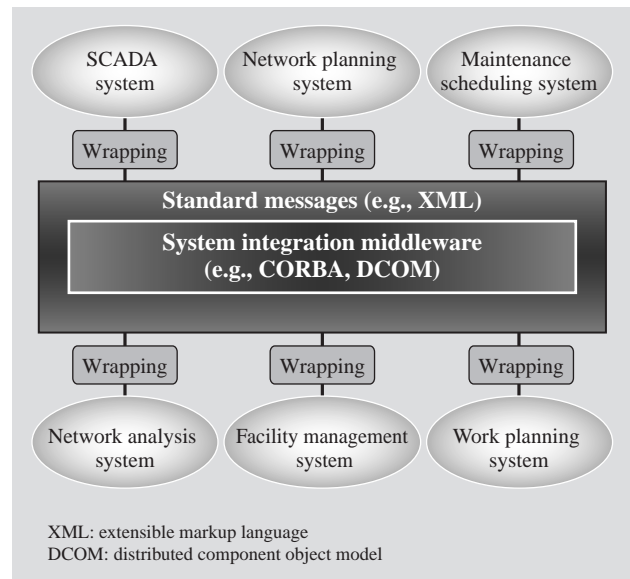 SCADA
system
Network planning
system
Maintenance
scheduling system
Wrapping
Wrapping
Wrapping
Standard messages (e.g., XML)
System integration middleware
(e.g., CORBA, DCOM)
Wrapping
Wrapping
Wrapping
Network analysis
system
Facility management
system
Work planning
system
XML: extensible markup language
DCOM: distributed component object model